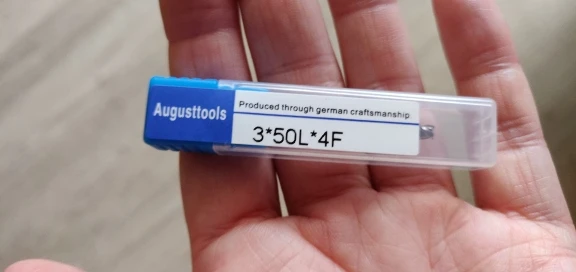 Augusttools
Produced through german craftsmanship
3*50L*4F